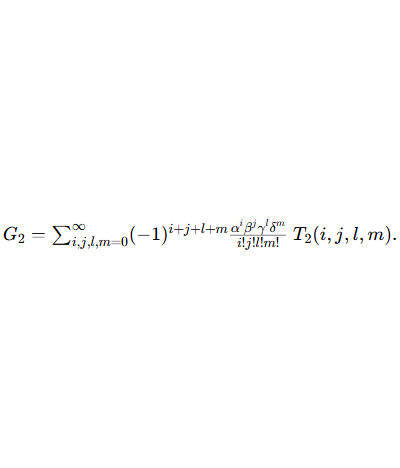 $G_2 = \sum_{i,j,l,m=0}^{\infty} (-1)^{i+j+l+m} \frac{\alpha^i \beta^j \gamma^l \delta^m}{i!j!l!m!} \; T_2(i,j,l,m).$